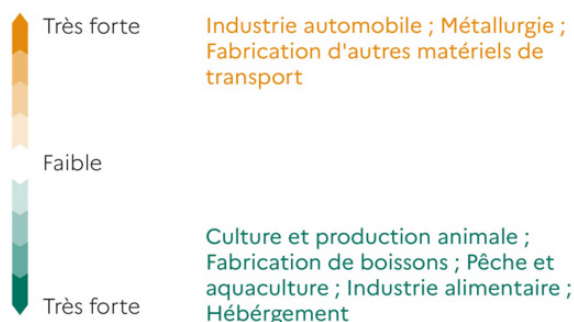 Très forte
Industrie automobile ; Métallurgie ;
Fabrication d'autres matériels de
transport
Faible
Culture et production animale ;
Fabrication de boissons ; Pêche et
aquaculture ; Industrie alimentaire ;
Hébérgement
Très forte